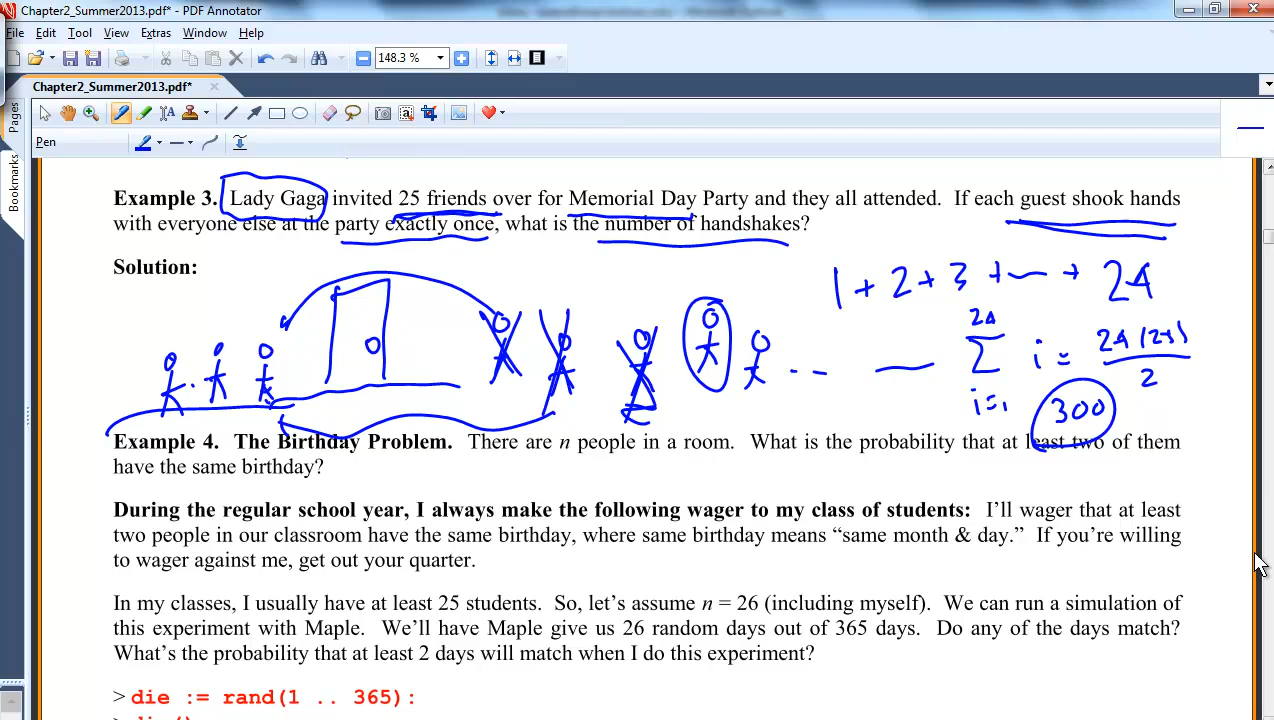 Chapter2_Summer2013.pdf* - PDF Annotator
File Edit Tool View Extras Window Help
148.3 %
Chapter2_Summer2013.pdf*
Pages
Bookmarks
Pen
Example 3. Lady Gaga invited 25 friends over for Memorial Day Party and they all attended. If each guest shook hands
with everyone else at the party exactly once, what is the number of handshakes?
Solution:
1 + 2 + 3 + ... + 24
24
∑ i = 24(25)
2
i=1
300
Example 4. The Birthday Problem. There are n people in a room. What is the probability that at least two of them
have the same birthday?
During the regular school year, I always make the following wager to my class of students: I’ll wager that at least
two people in our classroom have the same birthday, where same birthday means “same month & day.” If you’re willing
to wager against me, get out your quarter.
In my classes, I usually have at least 25 students. So, let’s assume n = 26 (including myself). We can run a simulation of
this experiment with Maple. We’ll have Maple give us 26 random days out of 365 days. Do any of the days match?
What’s the probability that at least 2 days will match when I do this experiment?
> die := rand(1 .. 365):
> die()